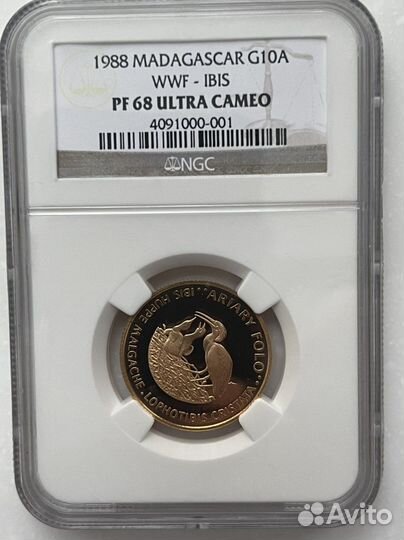 1988 MADAGASCAR G10A
WWF - IBIS
PF 68 ULTRA CAMEO
4091000-001
NGC
IBIS HUPPE MALGACHE · LOPHOTIBIS CRISTATA
ARIARY FOLO
Avito